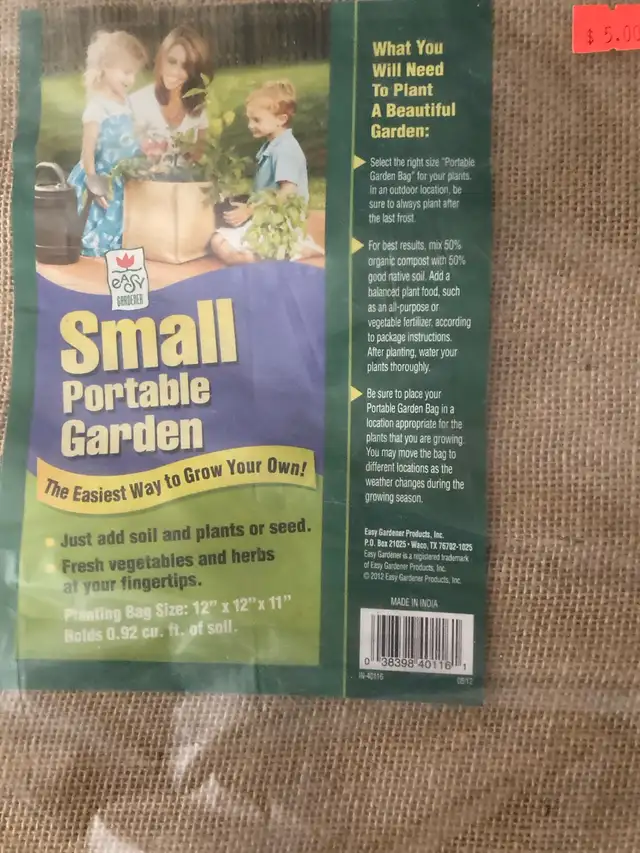 $ 5.00
easy
GARDENER
Small
Portable
Garden
The Easiest Way to Grow Your Own!
Just add soil and plants or seed.
Fresh vegetables and herbs
at your fingertips.
Planting Bag Size: 12" x 12" x 11"
Holds 0.92 cu. ft. of soil.
What You
Will Need
To Plant
A Beautiful
Garden:
Select the right size "Portable
Garden Bag" for your plants.
In an outdoor location, be
sure to always plant after
the last frost.
For best results, mix 50%
organic compost with 50%
good native soil. Add a
balanced plant food, such
as an all-purpose or
vegetable fertilizer, according
to package instructions.
After planting, water your
plants thoroughly.
Be sure to place your
Portable Garden Bag in a
location appropriate for the
plants that you are growing.
You may move the bag to
different locations as the
weather changes during the
growing season.
Easy Gardener Products, Inc.
P.O. Box 21025 • Waco, TX 76702-1025
Easy Gardener is a registered trademark
of Easy Gardener Products, Inc.
© 2012 Easy Gardener Products, Inc.
MADE IN INDIA
0 38398 40116 1
IN-40116 05/12